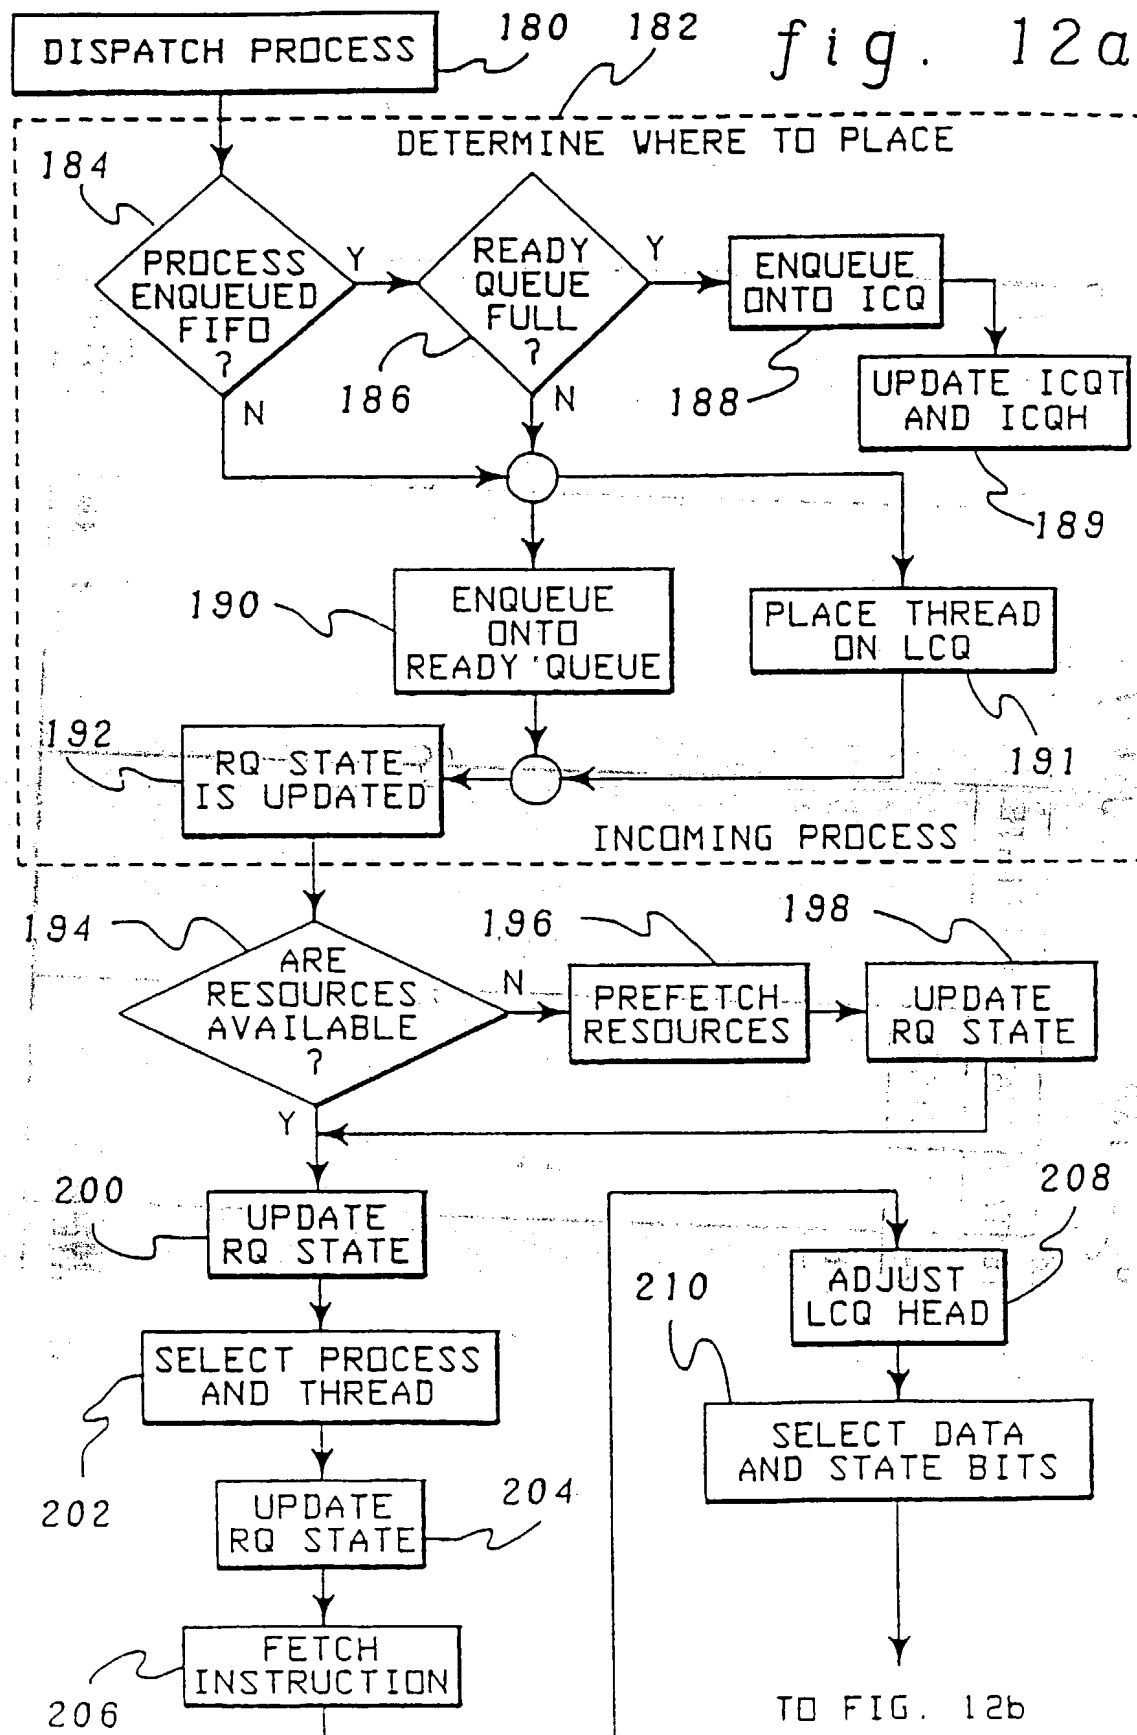 fig. 12a
DISPATCH PROCESS
180
182
DETERMINE WHERE TO PLACE
184
PROCESS
ENQUEUED
FIFO
?
Y
N
READY
QUEUE
FULL
?
Y
N
186
ENQUEUE
ONTO ICQ
188
UPDATE ICQT
AND ICQH
189
190
ENQUEUE
ONTO
READY QUEUE
PLACE THREAD
ON LCQ
191
192
RQ STATE
IS UPDATED
INCOMING PROCESS
194
ARE
RESOURCES
AVAILABLE
?
N
Y
196
PREFETCH
RESOURCES
198
UPDATE
RQ STATE
200
UPDATE
RQ STATE
SELECT PROCESS
AND THREAD
202
UPDATE
RQ STATE
204
FETCH
INSTRUCTION
206
208
ADJUST
LCQ HEAD
210
SELECT DATA
AND STATE BITS
TO FIG. 12b